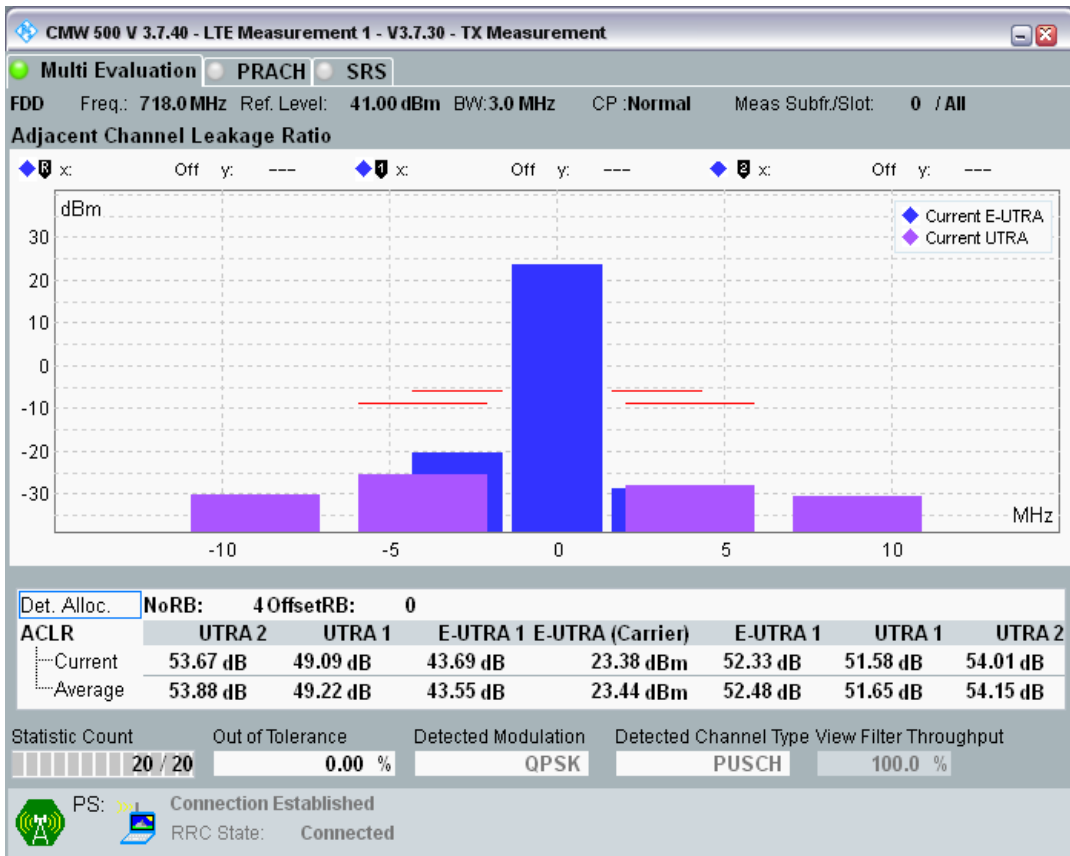 CMW 500 V 3.7.40 - LTE Measurement 1 - V3.7.30 - TX Measurement
Multi Evaluation PRACH SRS
FDD Freq.: 718.0 MHz Ref. Level: 41.00 dBm BW: 3.0 MHz CP : Normal Meas Subfr./Slot: 0 / All
Adjacent Channel Leakage Ratio
R x: Off y: --- 1 x: Off y: --- 2 x: Off y: ---
dBm
Current E-UTRA
Current UTRA
30
20
10
0
-10
-20
-30
MHz
-10 -5 0 5 10
Det. Alloc. NoRB: 4 OffsetRB: 0
ACLR UTRA 2 UTRA 1 E-UTRA 1 E-UTRA (Carrier) E-UTRA 1 UTRA 1 UTRA 2
Current 53.67 dB 49.09 dB 43.69 dB 23.38 dBm 52.33 dB 51.58 dB 54.01 dB
Average 53.88 dB 49.22 dB 43.55 dB 23.44 dBm 52.48 dB 51.65 dB 54.15 dB
Statistic Count Out of Tolerance Detected Modulation Detected Channel Type View Filter Throughput
20 / 20 0.00 % QPSK PUSCH 100.0 %
PS: Connection Established
RRC State: Connected